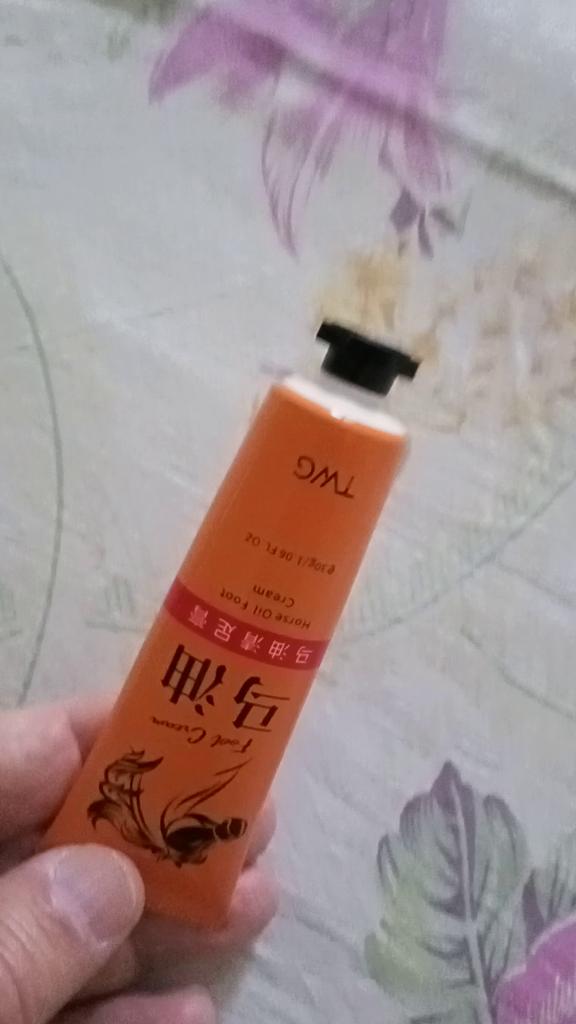 Foot Cream
马油
马油清足膏
Horse Oil Foot
Cream
e30g/1.06 Fl. Oz
TWG